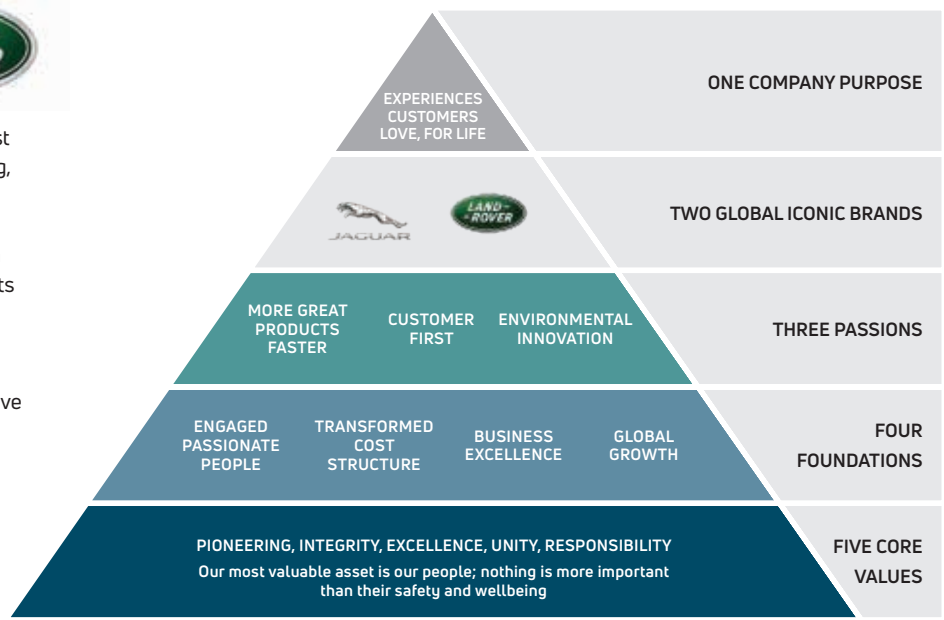 st
g,
ts
ve
EXPERIENCES
CUSTOMERS
LOVE, FOR LIFE
ONE COMPANY PURPOSE
JAGUAR
LAND-
-ROVER
TWO GLOBAL ICONIC BRANDS
MORE GREAT
PRODUCTS
FASTER
CUSTOMER
FIRST
ENVIRONMENTAL
INNOVATION
THREE PASSIONS
ENGAGED
PASSIONATE
PEOPLE
TRANSFORMED
COST
STRUCTURE
BUSINESS
EXCELLENCE
GLOBAL
GROWTH
FOUR
FOUNDATIONS
PIONEERING, INTEGRITY, EXCELLENCE, UNITY, RESPONSIBILITY
Our most valuable asset is our people; nothing is more important
than their safety and wellbeing
FIVE CORE
VALUES